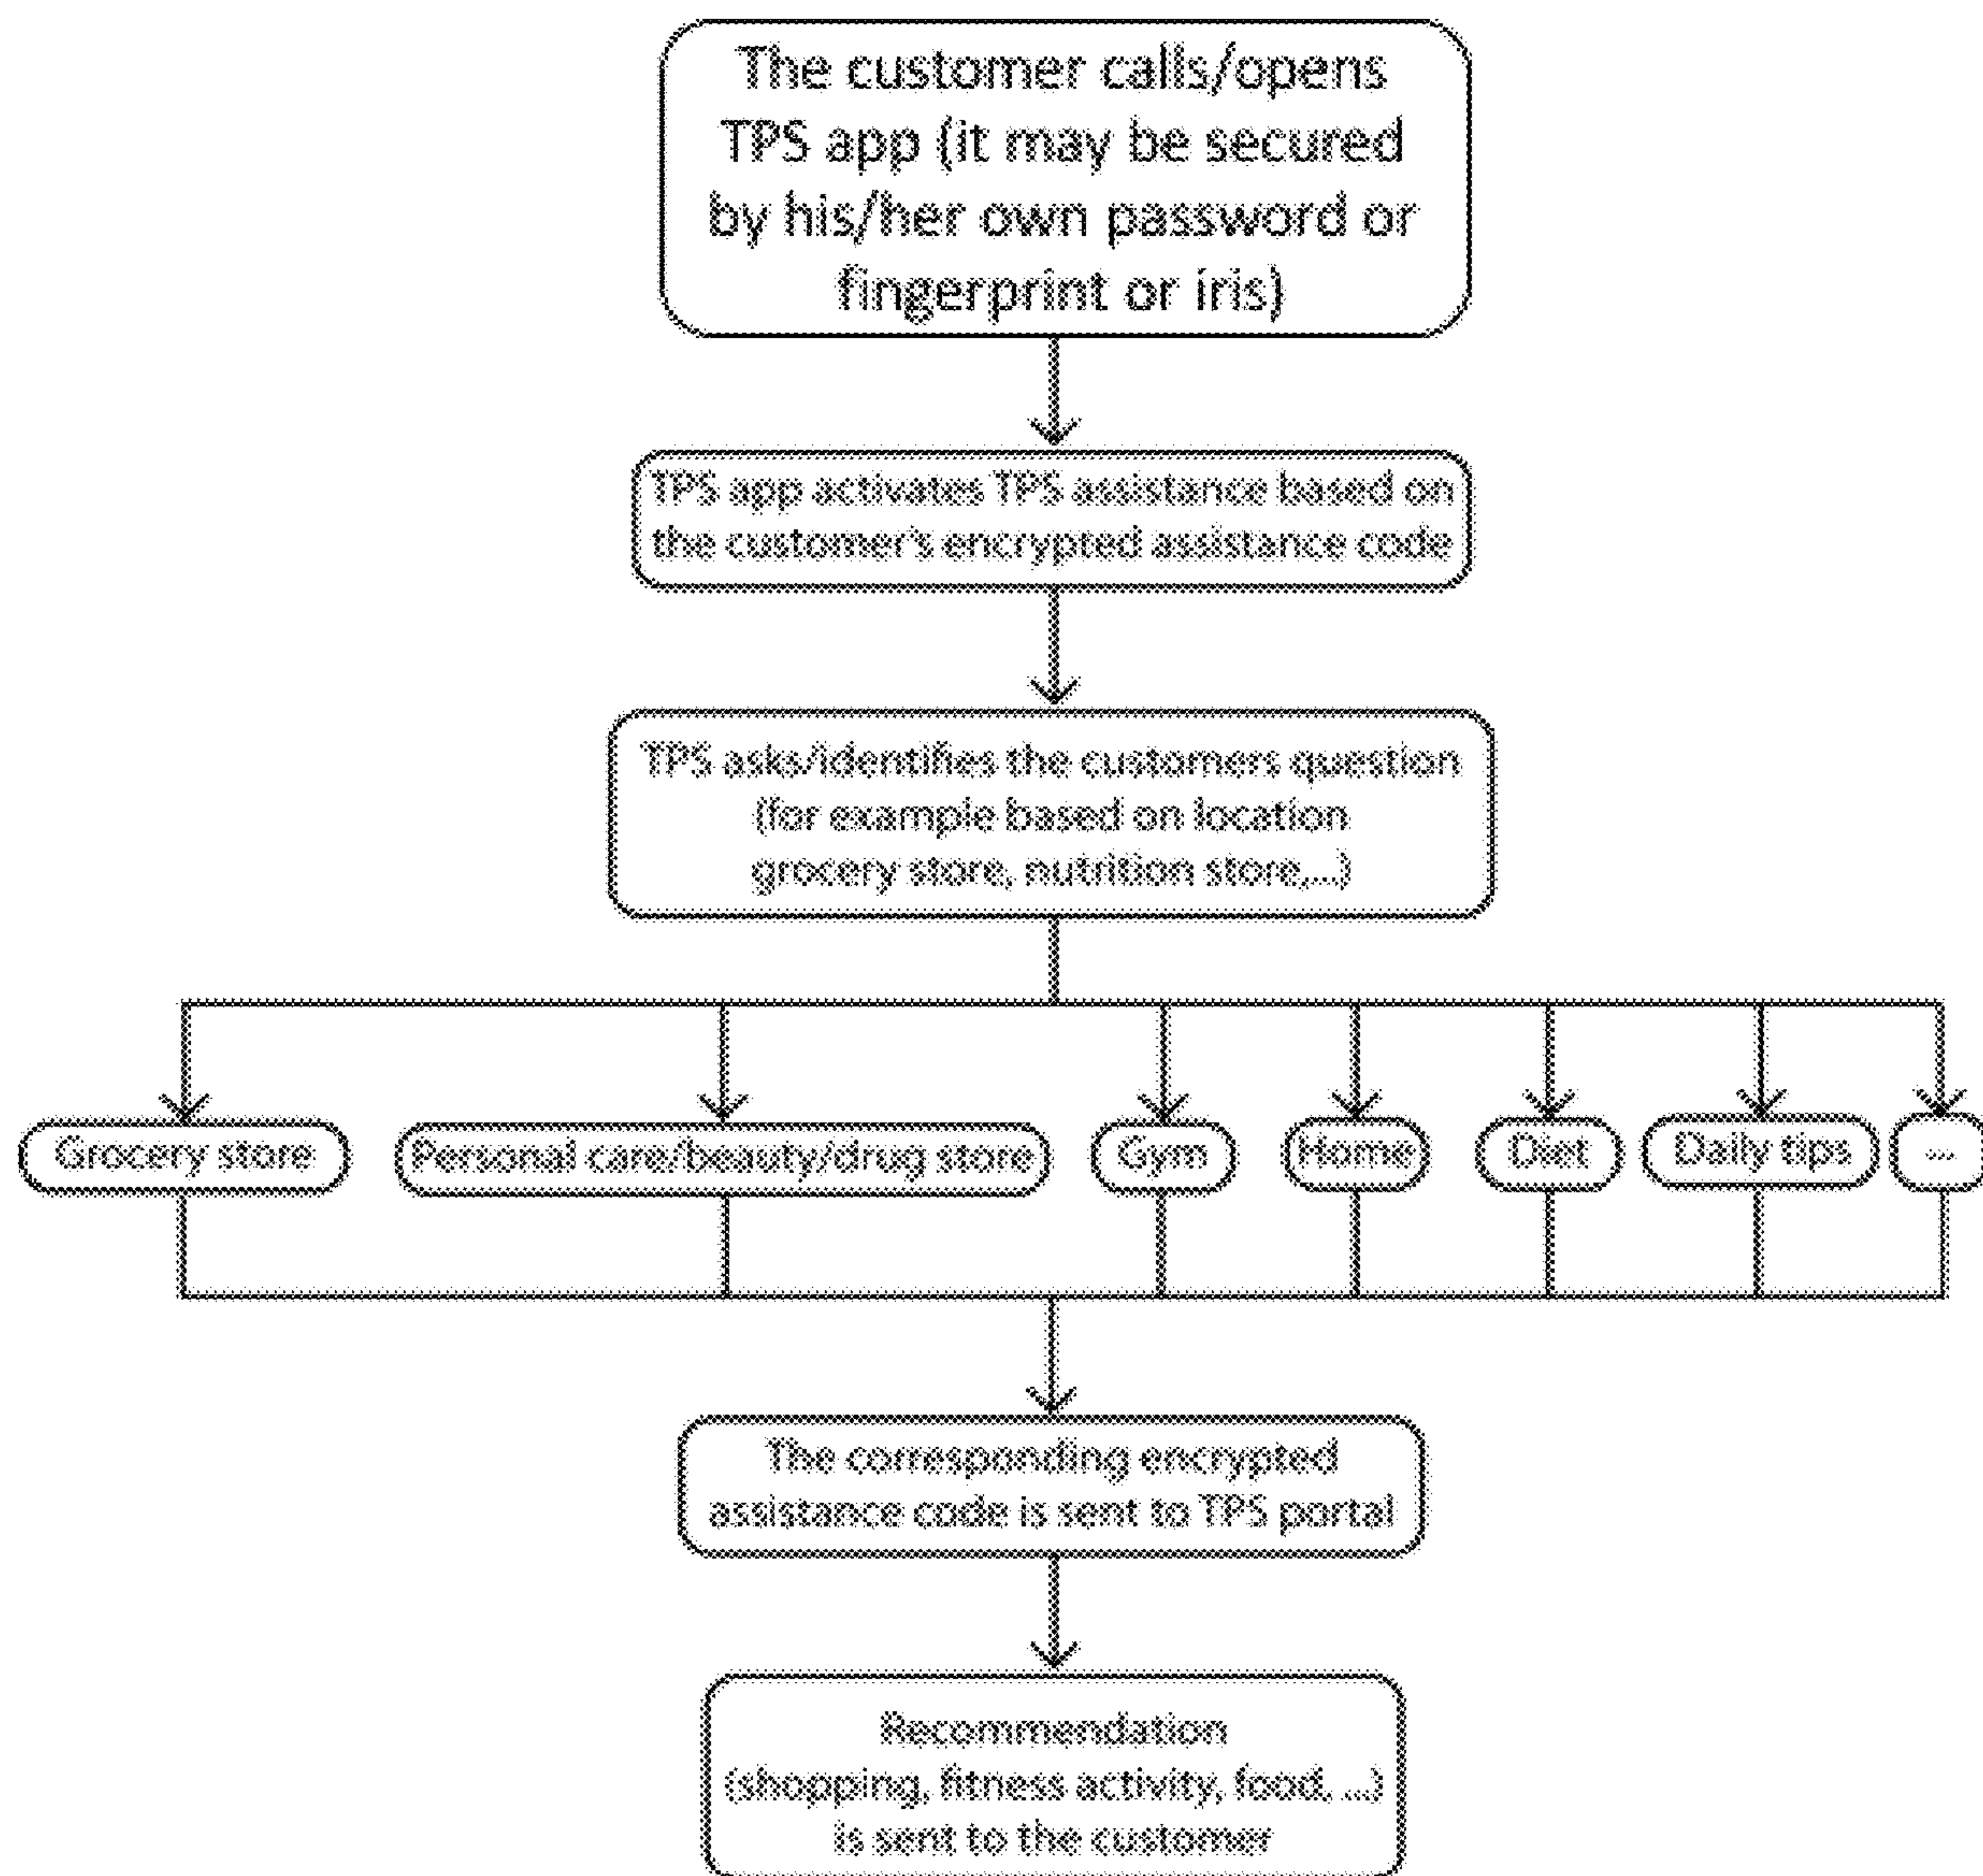 The customer calls/opens
TPS app (it may be secured
by his/her own password or
fingerprint or iris)
TPS app activates TPS assistance based on
the customer's encrypted assistance code
TPS asks/identifies the customers question
(for example based on location
grocery store, nutrition store,...)
Grocery store
Personal care/beauty/drug store
Gym
Home
Diet
Daily tips
...
The corresponding encrypted
assistance code is sent to TPS portal
Recommendation
(shopping, fitness activity, food, ...)
is sent to the customer